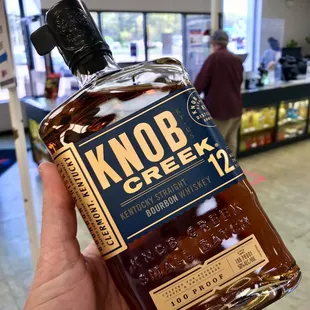 KNOB
CREEK
12
KENTUCKY STRAIGHT
BOURBON WHISKEY
CLERMONT, KENTUCKY
KNOB CREEK
SMALL BATCH
100 PROOF